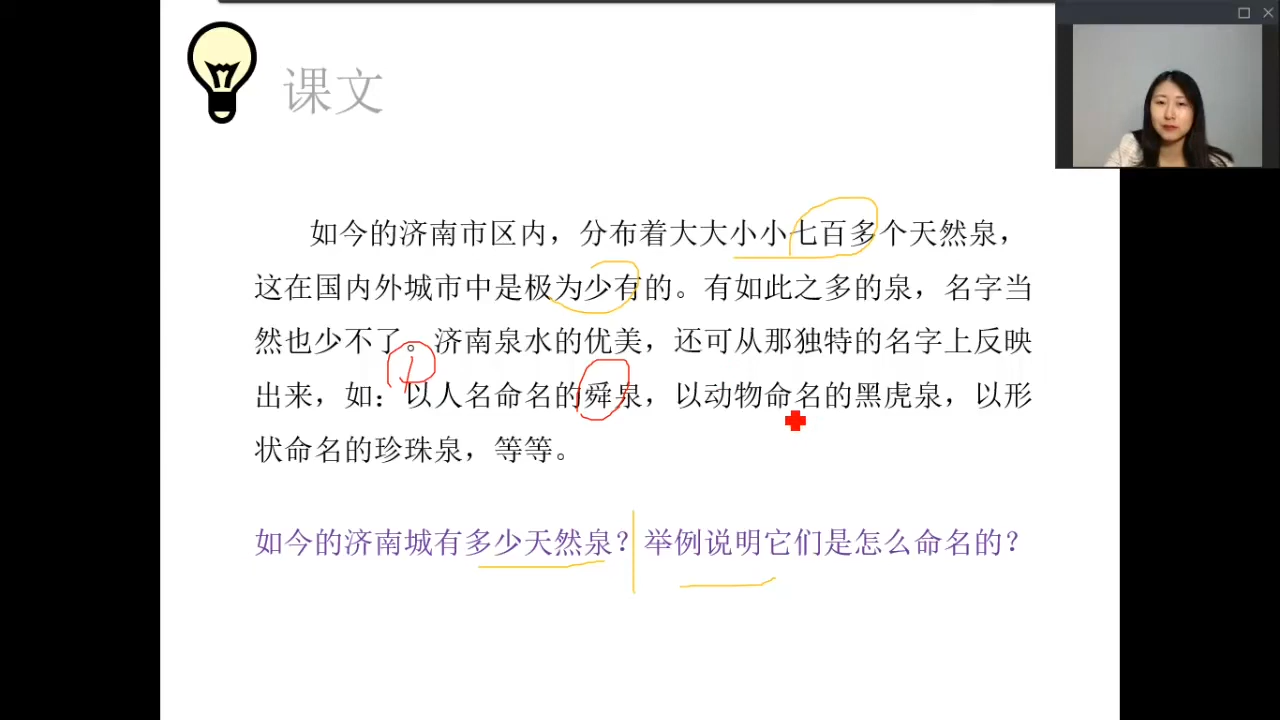 课文
如今的济南市区内，分布着大大小小七百多个天然泉，
这在国内外城市中是极为少有的。有如此之多的泉，名字当
然也少不了。济南泉水的优美，还可从那独特的名字上反映
出来，如：以人名命名的舜泉，以动物命名的黑虎泉，以形
状命名的珍珠泉，等等。
如今的济南城有多少天然泉？举例说明它们是怎么命名的？